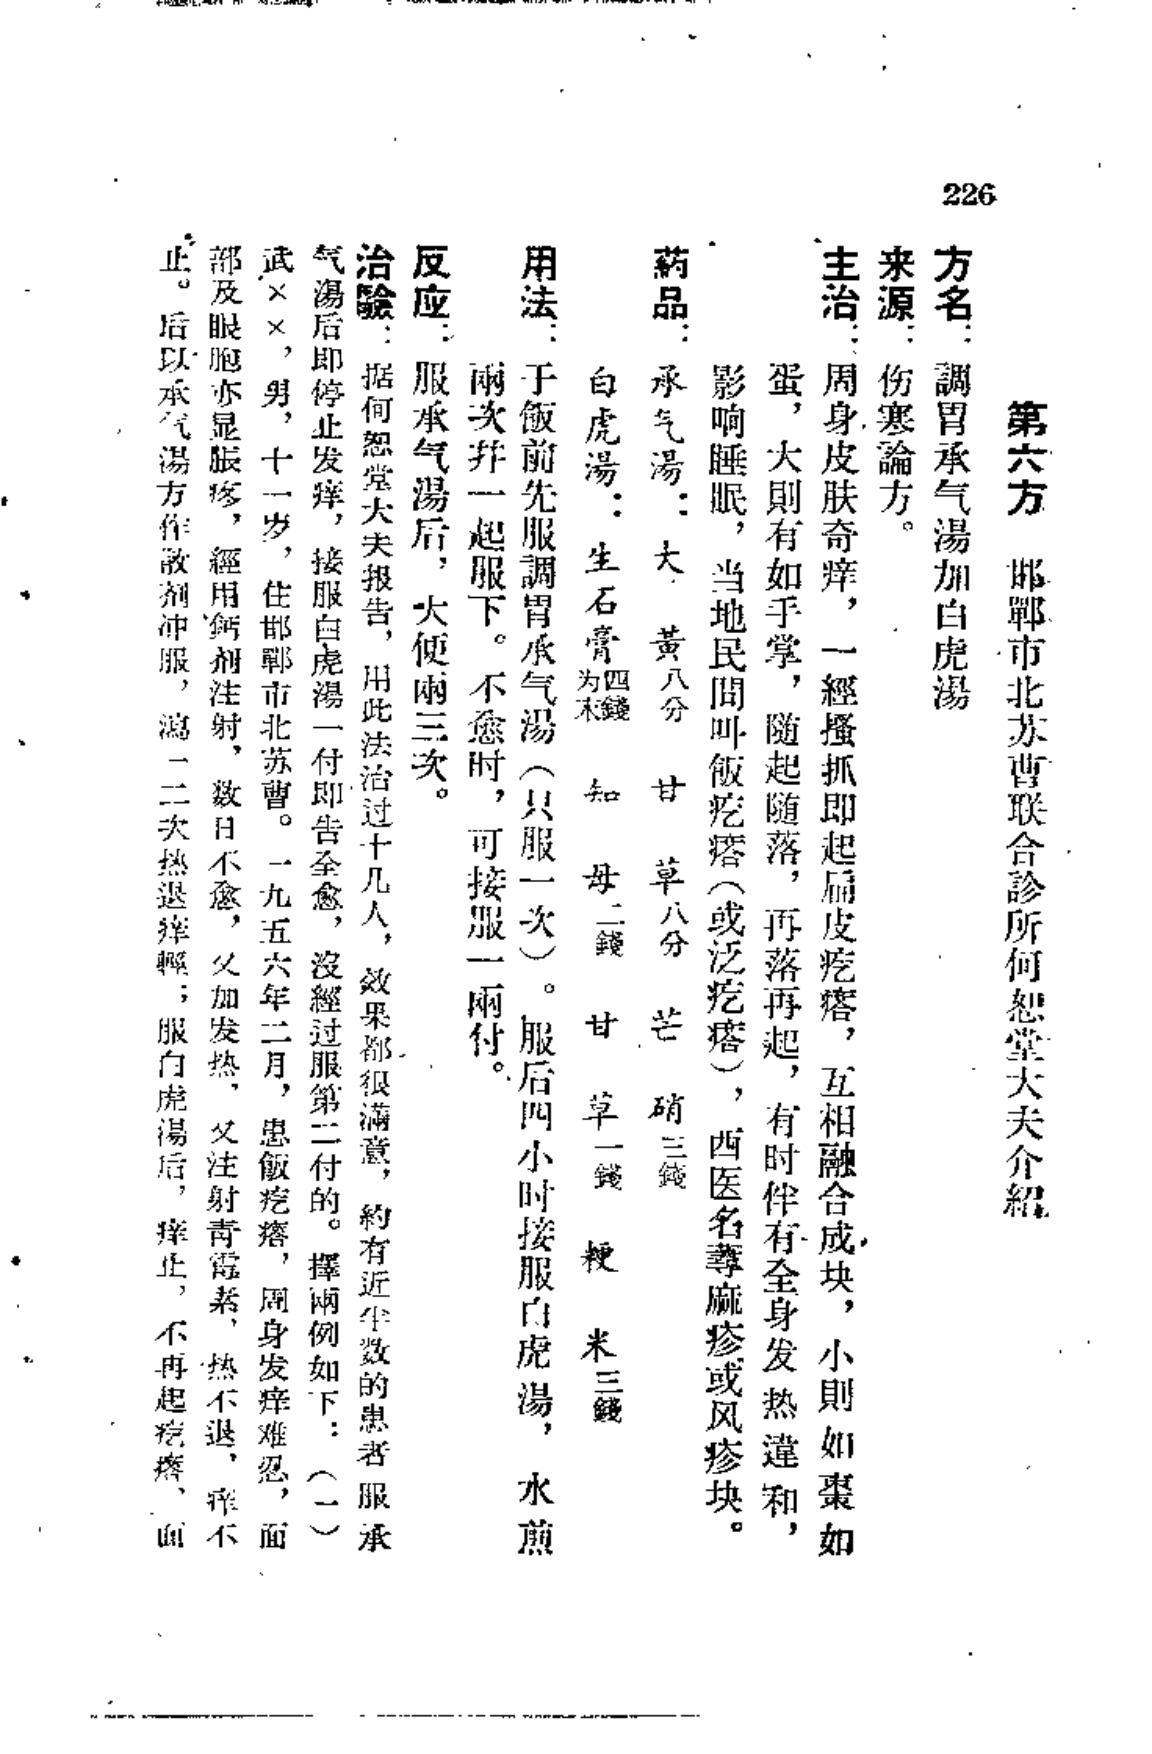 226
第六方　邯鄲市北苏曹联合診所何恕堂大夫介紹
方名：調胃承气湯加白虎湯
来源：伤寒論方。
主治：周身皮肤奇痒，一經搔抓即起扁皮疙瘩，互相融合成块，小則如棗如
蛋，大則有如手掌，随起随落，再落再起，有时伴有全身发热違和，
影响睡眠，当地民間叫飯疙瘩（或泛疙瘩），西医名蕁麻疹或风疹块。
药品：承气湯：大黃八分　甘草八分　芒硝三錢
白虎湯：生石膏四錢为末　知母二錢　甘草一錢　粳米三錢
用法：于飯前先服調胃承气湯（只服一次）。服后四小时接服白虎湯，水煎
兩次幷一起服下。不愈时，可接服一兩付。
反应：服承气湯后，大便兩三次。
治驗：据何恕堂大夫报告，用此法治过十几人，效果都很滿意，約有近半数的患者服承
气湯后即停止发痒，接服白虎湯一付即告全愈，沒經过服第二付的。擇兩例如下：（一）
武××，男，十一岁，住邯鄲市北苏曹。一九五六年二月，患飯疙瘩，周身发痒难忍，面
部及眼胞亦显脹疼，經用鈣剂注射，数日不愈，又加发热，又注射靑霉素，热不退，痒不
止。后以承气湯方作散剂冲服，瀉一二次热退痒輕；服白虎湯后，痒止，不再起疙瘩，面